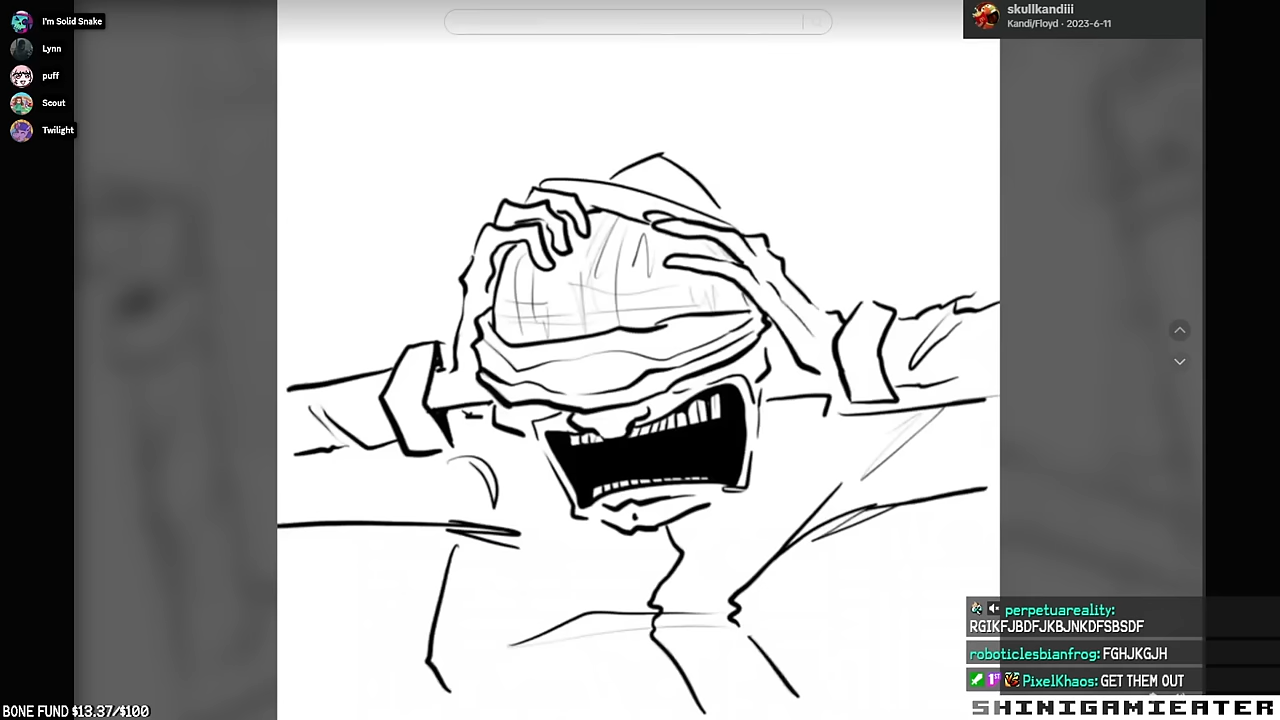 I'm Solid Snake
Lynn
puff
Scout
Twilight
skullkandiii
Kandi/Floyd · 2023-6-11
perpetuareality:
RGIKFJBDFJKBJNKDFSBSDF
roboticlesbianfrog: FGHJKGJH
1ST PixelKhaos: GET THEM OUT
BONE FUND $13.37/$100
SHINIGAMIEATER